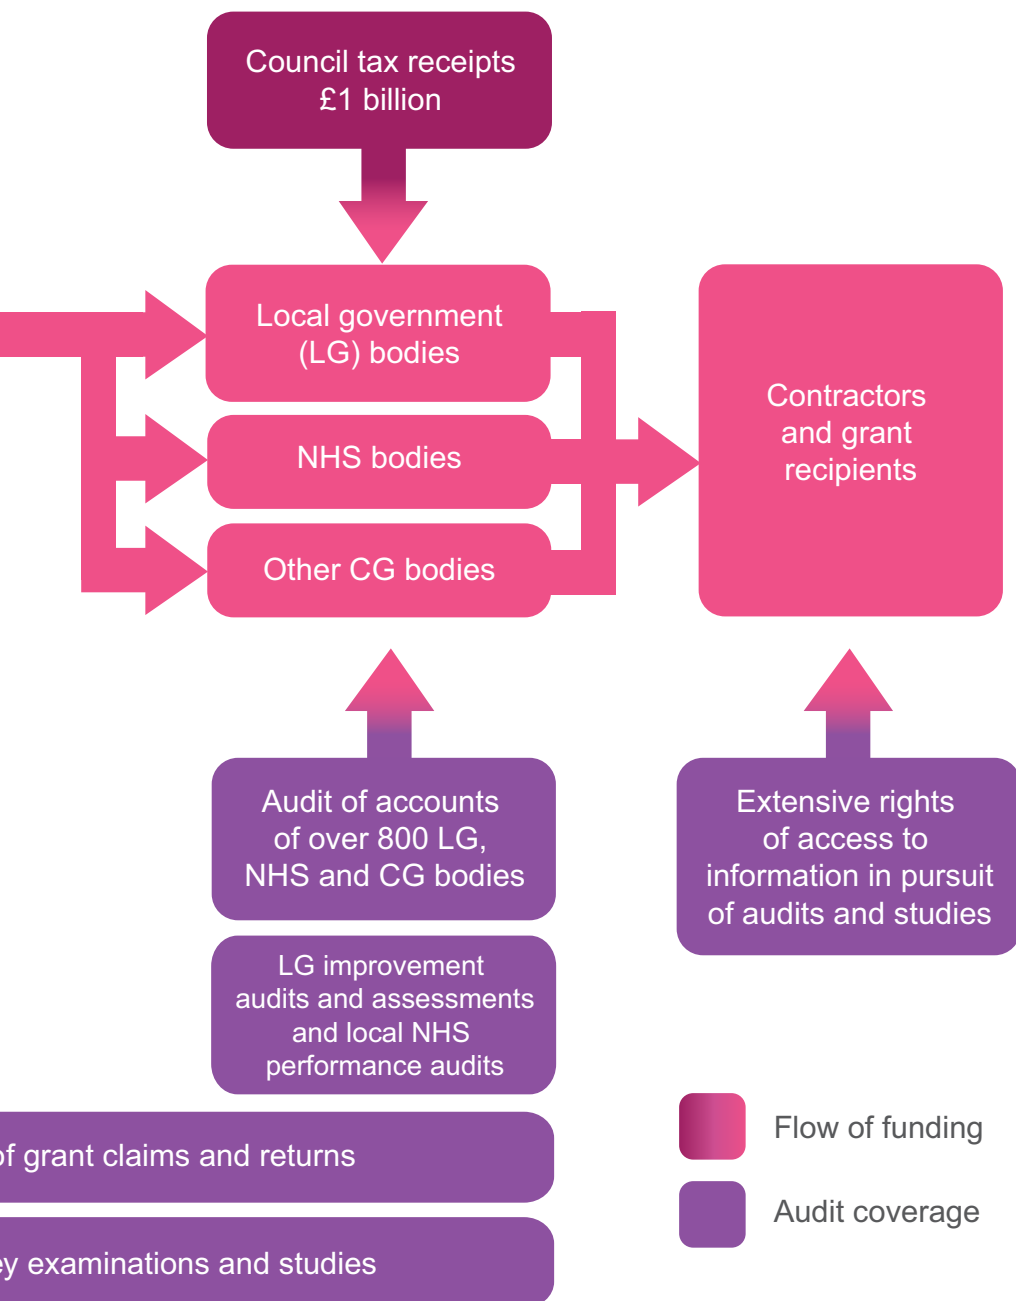 Council tax receipts
£1 billion
Local government
(LG) bodies
NHS bodies
Other CG bodies
Contractors
and grant
recipients
Audit of accounts
of over 800 LG,
NHS and CG bodies
Extensive rights
of access to
information in pursuit
of audits and studies
LG improvement
audits and assessments
and local NHS
performance audits
of grant claims and returns
examinations and studies
Flow of funding
Audit coverage